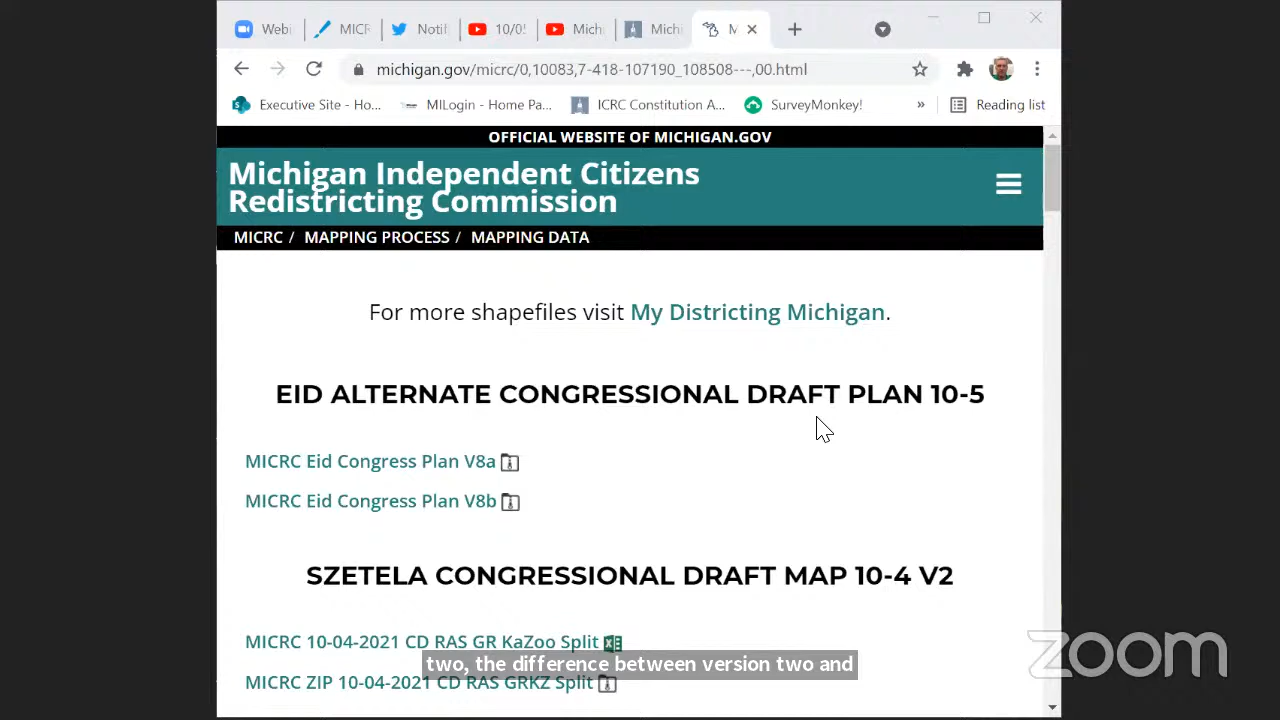 Webi
MICR
Notif
10/0!
Michi
Michi
M
michigan.gov/micrc/0,10083,7-418-107190_108508---,00.html
Executive Site - Ho...
MILogin - Home Pa...
ICRC Constitution A...
SurveyMonkey!
»
Reading list
OFFICIAL WEBSITE OF MICHIGAN.GOV
Michigan Independent Citizens
Redistricting Commission
MICRC / MAPPING PROCESS / MAPPING DATA
For more shapefiles visit My Districting Michigan.
EID ALTERNATE CONGRESSIONAL DRAFT PLAN 10-5
MICRC Eid Congress Plan V8a
MICRC Eid Congress Plan V8b
SZETELA CONGRESSIONAL DRAFT MAP 10-4 V2
MICRC 10-04-2021 CD RAS GR KaZoo Split
two, the difference between version two and
MICRC ZIP 10-04-2021 CD RAS GRKZ Split
zoom